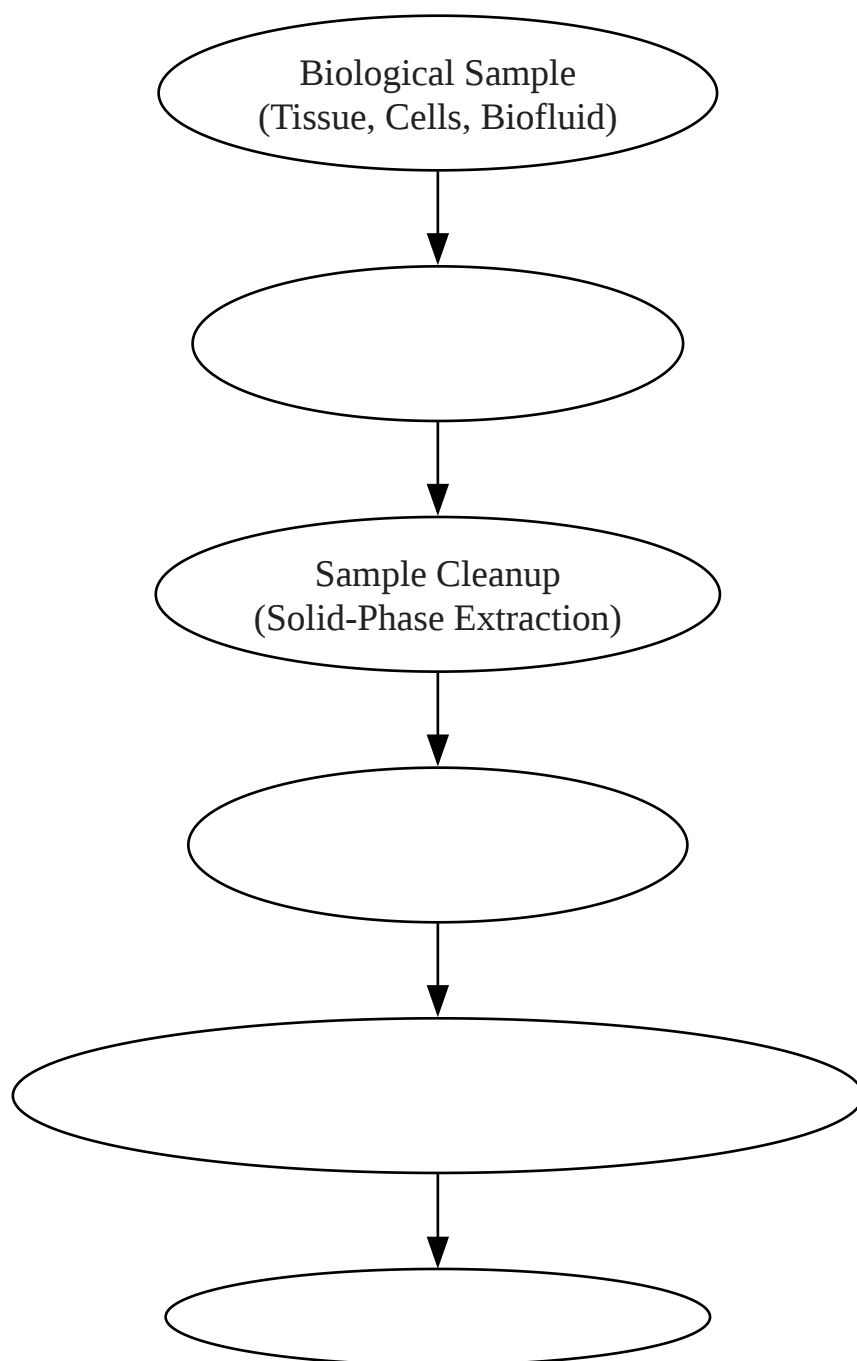 Biological Sample
(Tissue, Cells, Biofluid)
Sample Cleanup
(Solid-Phase Extraction)